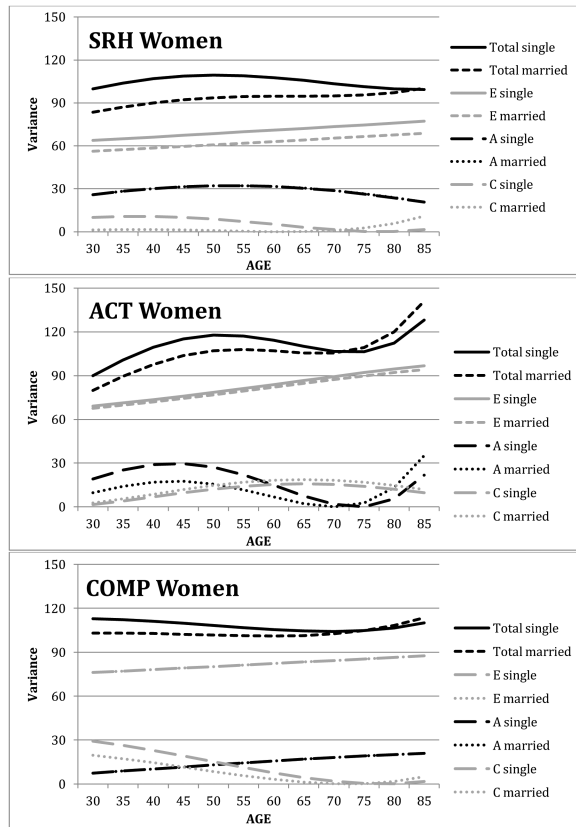 SRH Women
150
120
90
60
30
0
Variance
30 35 40 45 50 55 60 65 70 75 80 85
AGE
Total single
Total married
E single
E married
A single
A married
C single
C married
ACT Women
150
120
90
60
30
0
Variance
30 35 40 45 50 55 60 65 70 75 80 85
AGE
Total single
Total married
E single
E married
A single
A married
C single
C married
COMP Women
150
120
90
60
30
0
Variance
30 35 40 45 50 55 60 65 70 75 80 85
AGE
Total single
Total married
E single
E married
A single
A married
C single
C married